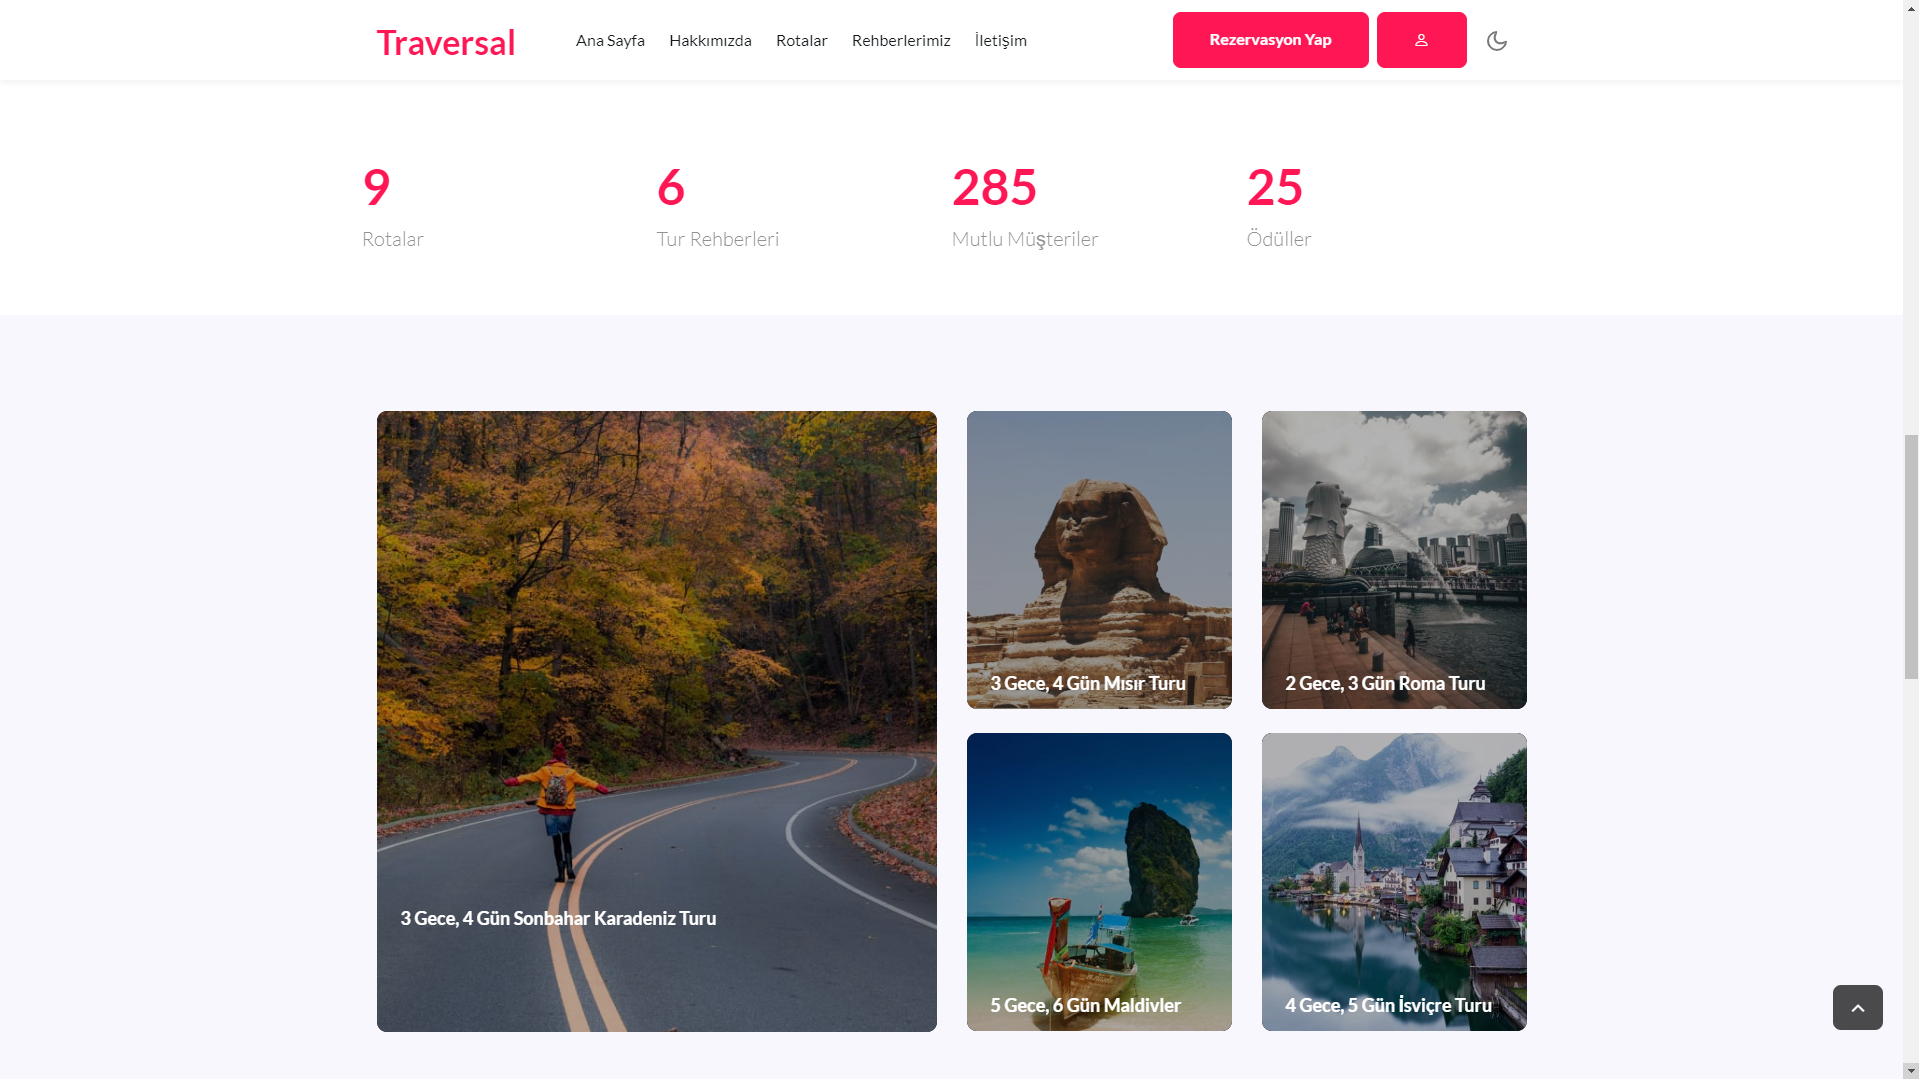 Traversal
Ana Sayfa
Hakkımızda
Rotalar
Rehberlerimiz
İletişim
Rezervasyon Yap
9
Rotalar
6
Tur Rehberleri
285
Mutlu Müşteriler
25
Ödüller
3 Gece, 4 Gün Sonbahar Karadeniz Turu
3 Gece, 4 Gün Mısır Turu
2 Gece, 3 Gün Roma Turu
5 Gece, 6 Gün Maldivler
4 Gece, 5 Gün İsviçre Turu